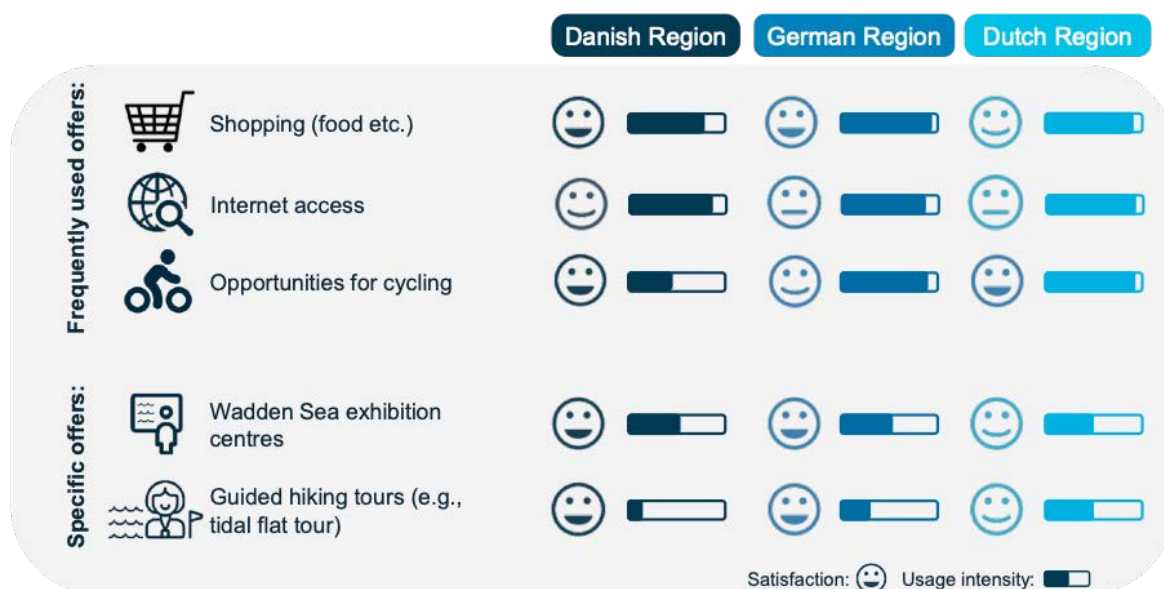 Danish Region
German Region
Dutch Region
Frequently used offers:
Shopping (food etc.)
Internet access
Opportunities for cycling
Specific offers:
Wadden Sea exhibition
centres
Guided hiking tours (e.g.,
tidal flat tour)
Satisfaction:
Usage intensity: